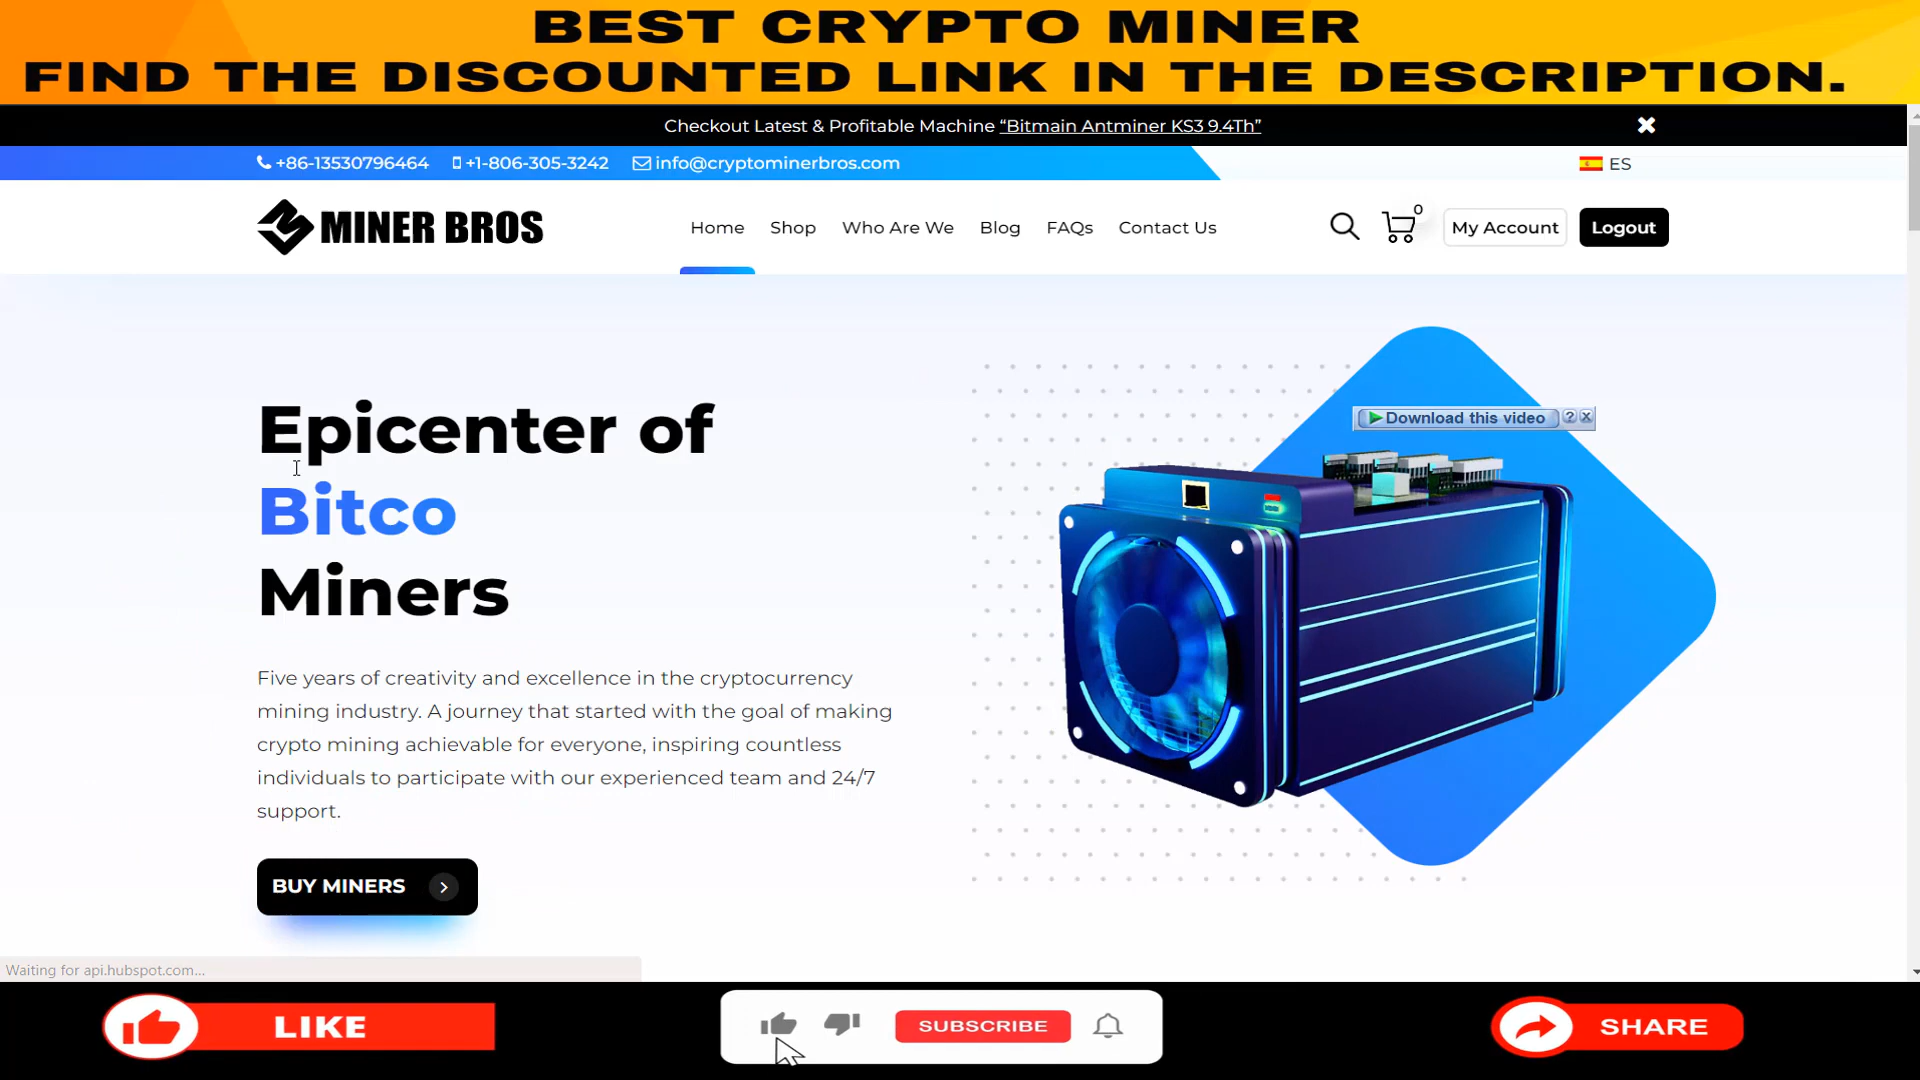 BEST CRYPTO MINER
FIND THE DISCOUNTED LINK IN THE DESCRIPTION.
Checkout Latest & Profitable Machine “Bitmain Antminer KS3 9.4Th”
+86-13530796464 +1-806-305-3242 info@cryptominerbros.com ES
MINER BROS Home Shop Who Are We Blog FAQs Contact Us 0 My Account Logout
Epicenter of
Bitco
Miners
Download this video ? X
Five years of creativity and excellence in the cryptocurrency
mining industry. A journey that started with the goal of making
crypto mining achievable for everyone, inspiring countless
individuals to participate with our experienced team and 24/7
support.
BUY MINERS
Waiting for api.hubspot.com...
LIKE SUBSCRIBE SHARE